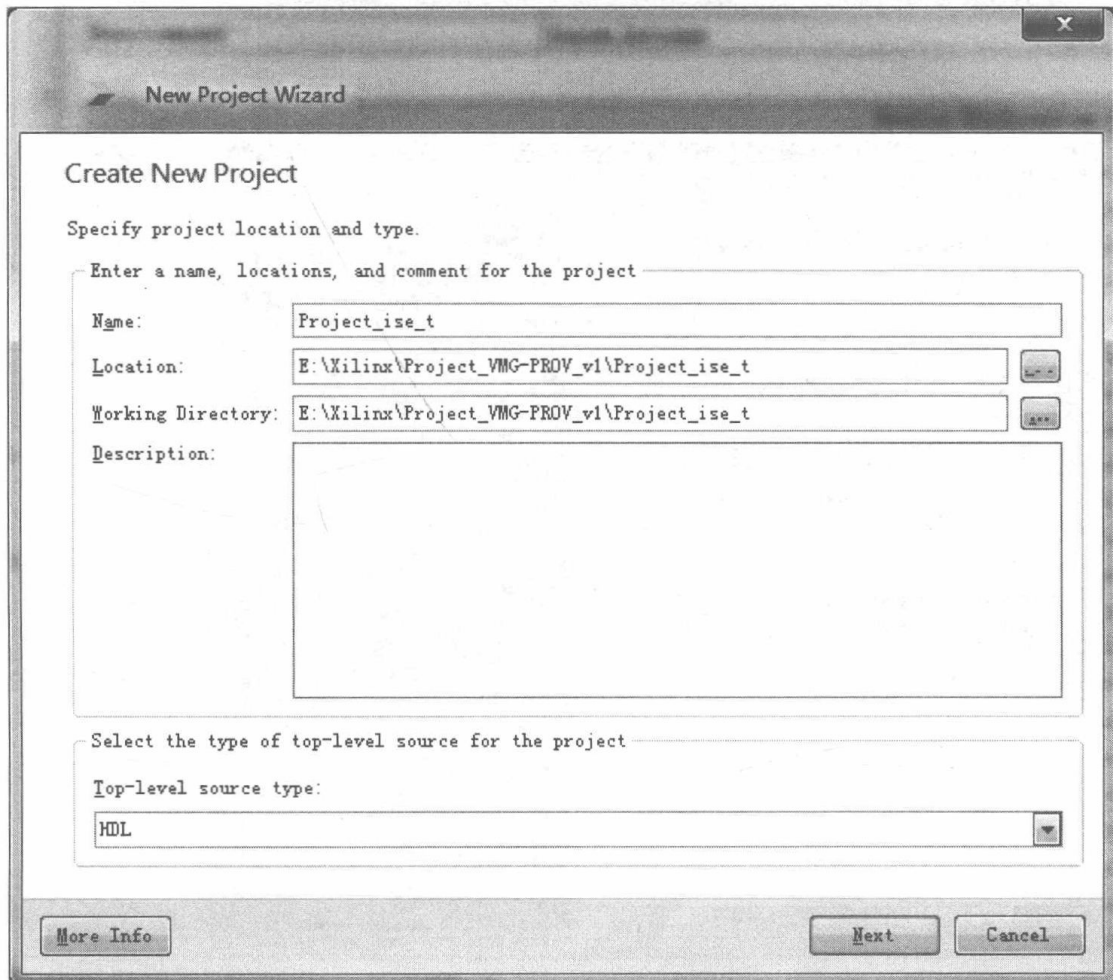 New Project Wizard
Create New Project
Specify project location and type.
Enter a name, locations, and comment for the project
Name: Project_ise_t
Location: E:\Xilinx\Project_VMG-PROV_v1\Project_ise_t
...
Working Directory: E:\Xilinx\Project_VMG-PROV_v1\Project_ise_t
...
Description:
Select the type of top-level source for the project
Top-level source type:
HDL
More Info Next Cancel